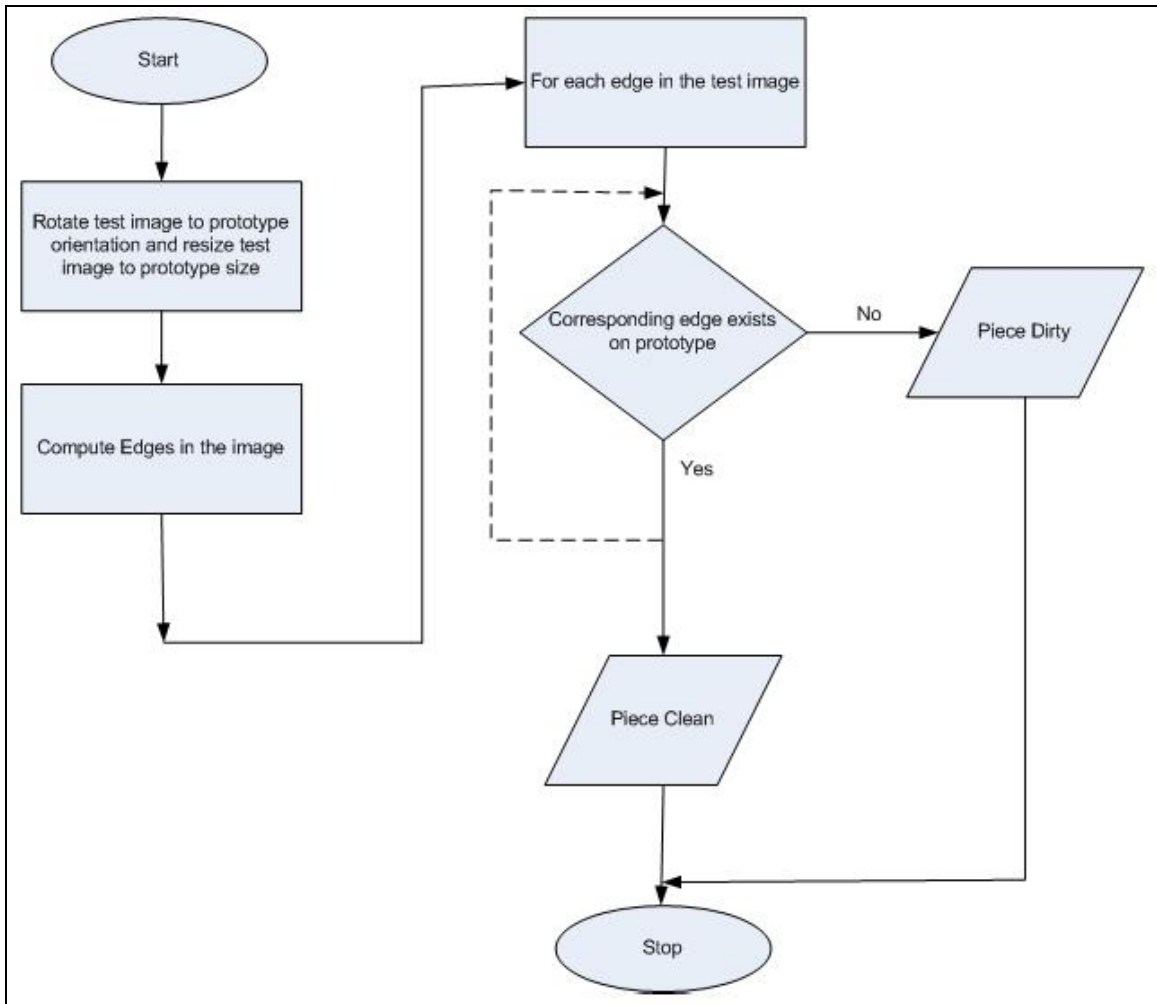 Start
Rotate test image to prototype
orientation and resize test
image to prototype size
Compute Edges in the image
For each edge in the test image
Corresponding edge exists
on prototype
No
Piece Dirty
Yes
Piece Clean
Stop